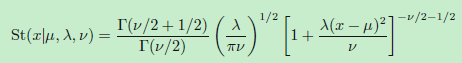 St(x|μ, λ, ν) = Γ(ν/2 + 1/2) / Γ(ν/2) (λ / πν)^{1/2} [1 + λ(x − μ)² / ν]^{−ν/2−1/2}